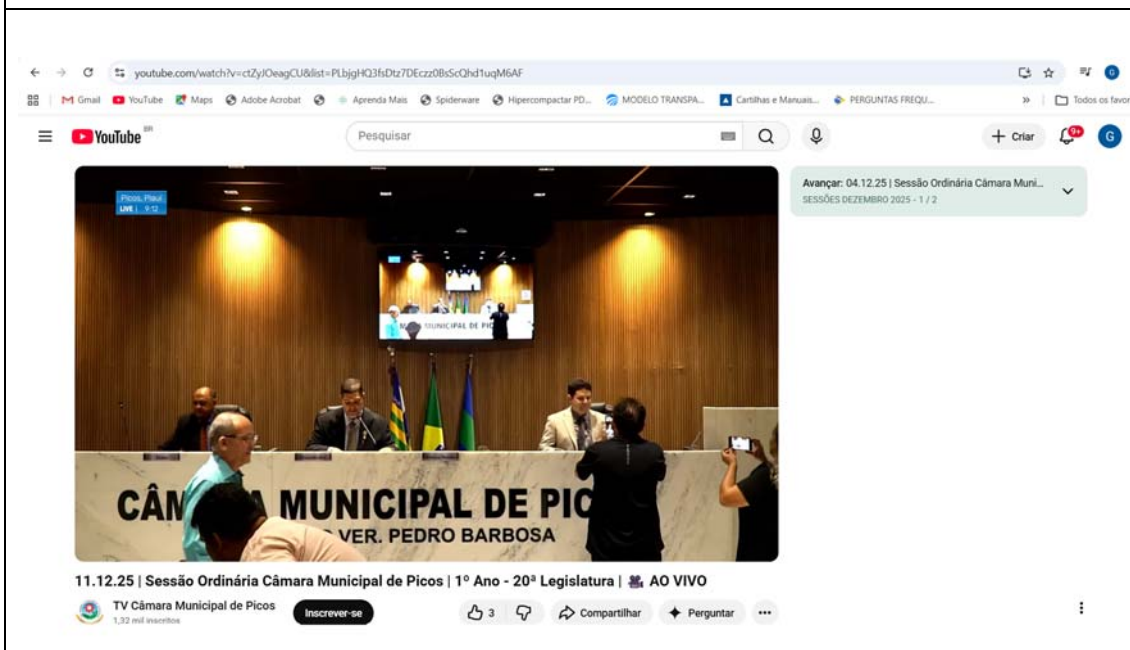 youtube.com/watch?v=ctZyJOeagCU&list=PLbjgHQ3fsDtz7DEczz0BsScQhd1uqM6AF
Gmail YouTube Maps Adobe Acrobat Aprenda Mais Spiderware Hipercompactar PD... MODELO TRANSPA... Cartilhas e Manuais... PERGUNTAS FREQU... » Todos os favor
YouTube BR
Pesquisar
+ Criar
9+
G
Picos, Piauí
LIVE | 9:12
MUNICIPAL DE PIC
CÂM A MUNICIPAL DE PIC
VER. PEDRO BARBOSA
Avançar: 04.12.25 | Sessão Ordinária Câmara Muni...
SESSÕES DEZEMBRO 2025 - 1 / 2
11.12.25 | Sessão Ordinária Câmara Municipal de Picos | 1º Ano - 20ª Legislatura | 🎥 AO VIVO
TV Câmara Municipal de Picos
1,32 mil inscritos
Inscrever-se
3
Compartilhar
Perguntar